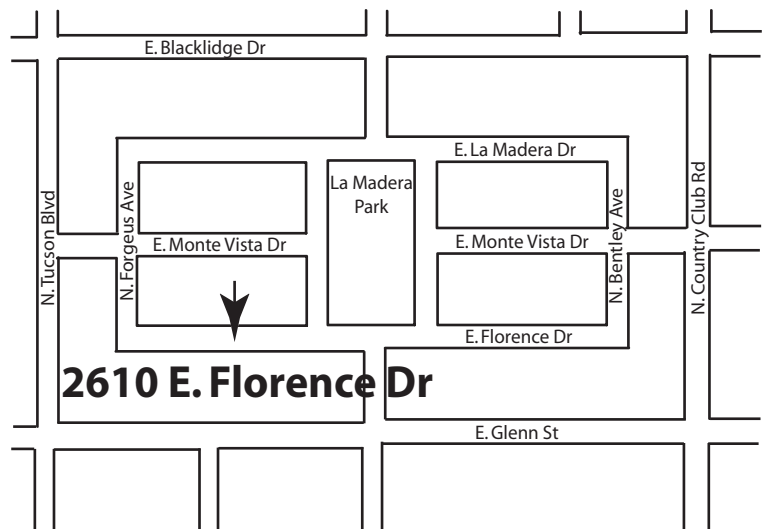 E. Blacklidge Dr
E. La Madera Dr
La Madera
Park
N. Tucson Blvd
N. Forgeus Ave
E. Monte Vista Dr
E. Monte Vista Dr
N. Bentley Ave
N. Country Club Rd
E. Florence Dr
2610 E. Florence Dr
E. Glenn St